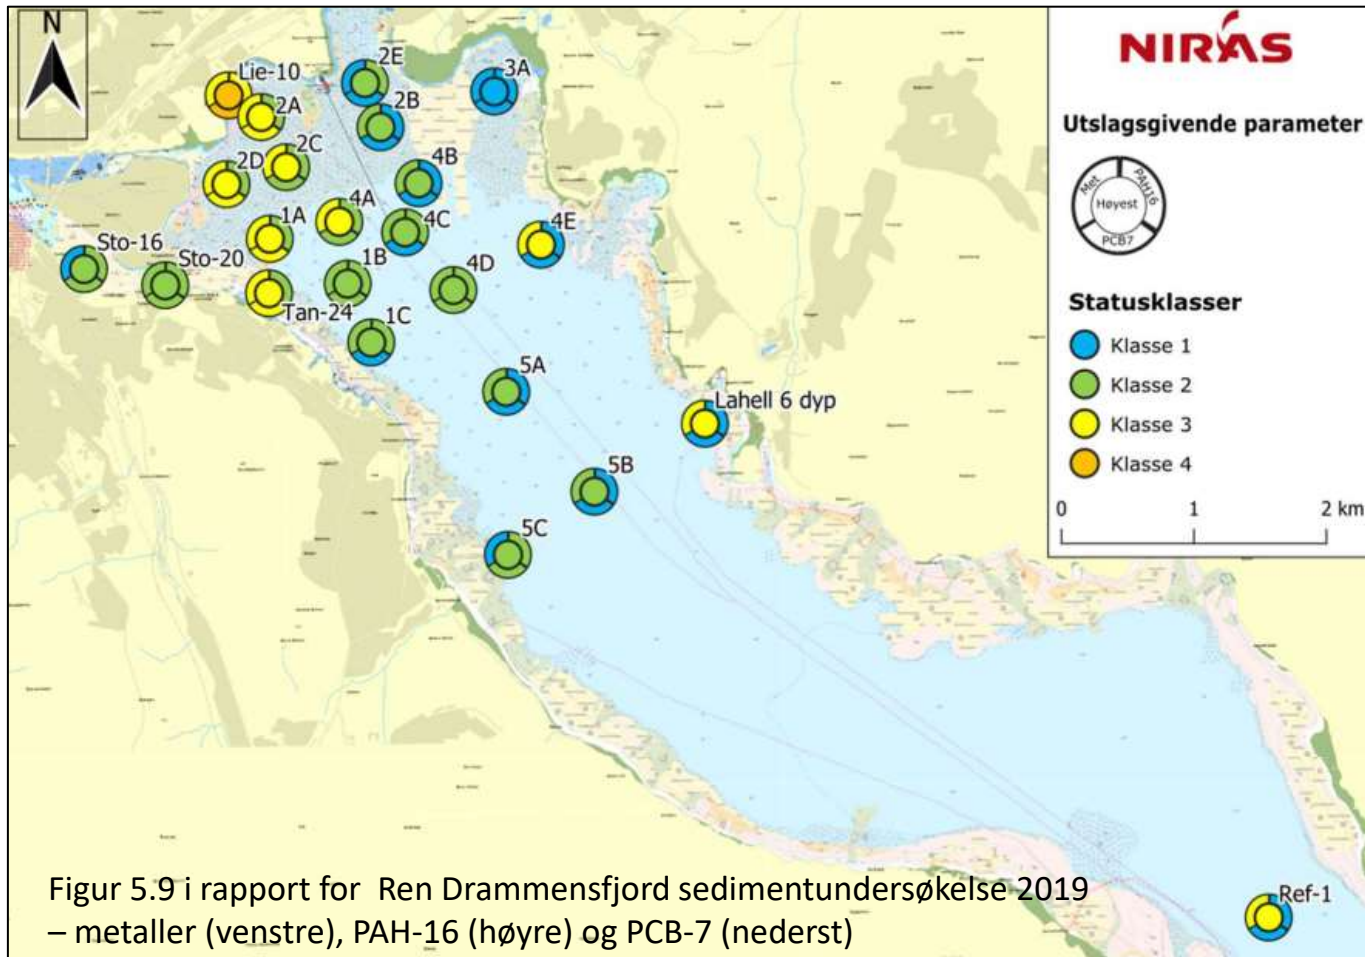 N
NIRAS
Utslagsgivende parameter
Met
PAH16
Høyest
PCB7
Statusklasser
Klasse 1
Klasse 2
Klasse 3
Klasse 4
0 1 2 km
Lie-10
2A
2E
2B
3A
2C
2D
4B
4A
4C
4E
1A
Sto-16
Sto-20
1B
4D
Tan-24
1C
5A
Lahell 6 dyp
5B
5C
Ref-1
Figur 5.9 i rapport for Ren Drammensfjord sedimentundersøkelse 2019
– metaller (venstre), PAH-16 (høyre) og PCB-7 (nederst)